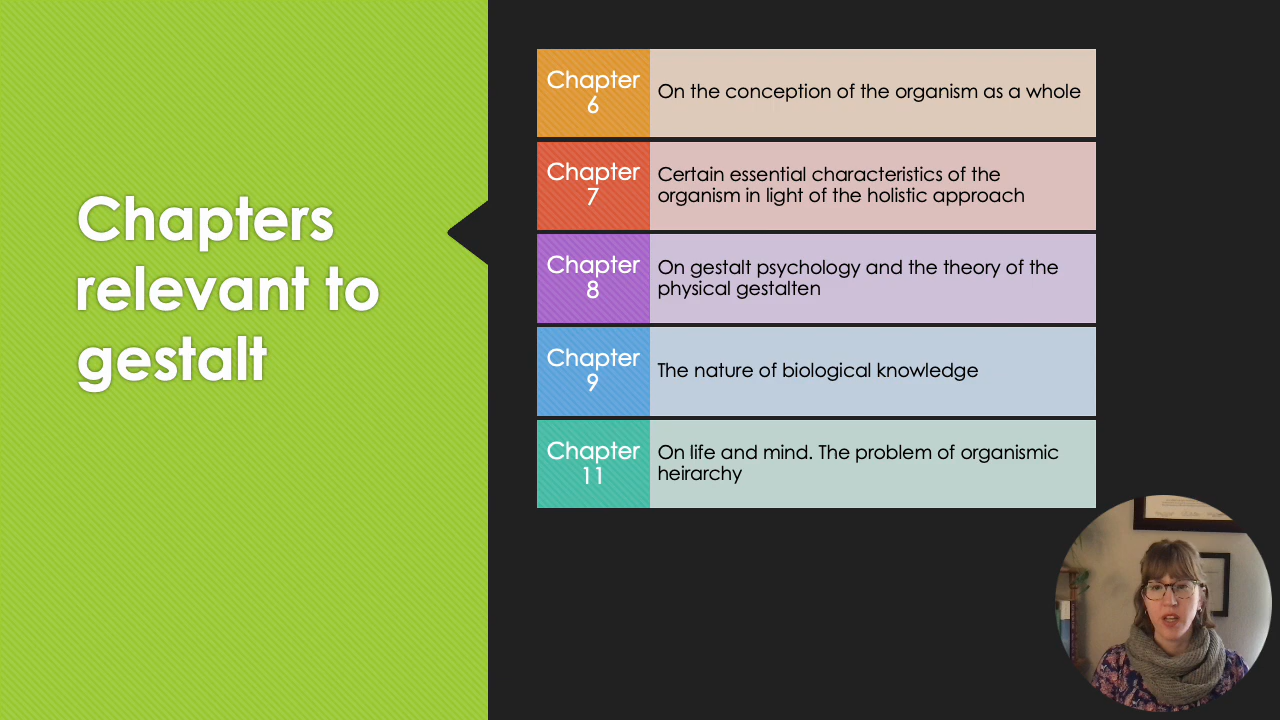 Chapters
relevant to
gestalt
Chapter
6
On the conception of the organism as a whole
Chapter
7
Certain essential characteristics of the
organism in light of the holistic approach
Chapter
8
On gestalt psychology and the theory of the
physical gestalten
Chapter
9
The nature of biological knowledge
Chapter
11
On life and mind. The problem of organismic
heirarchy